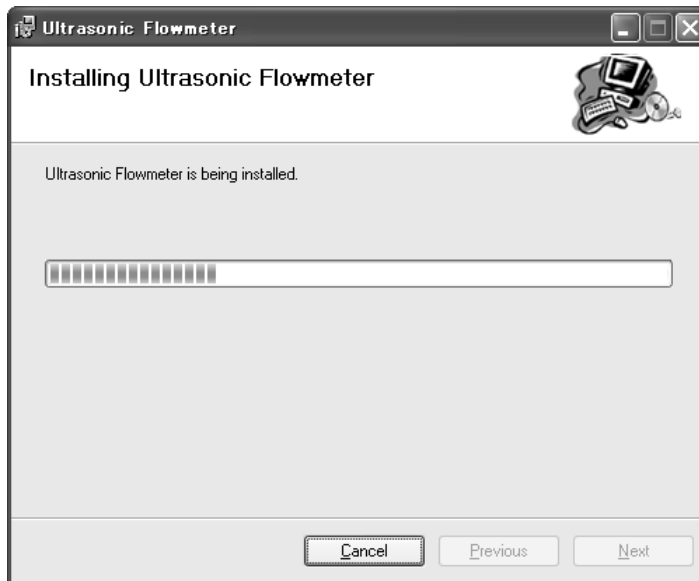 Ultrasonic Flowmeter
Installing Ultrasonic Flowmeter
Ultrasonic Flowmeter is being installed.
Cancel Previous Next